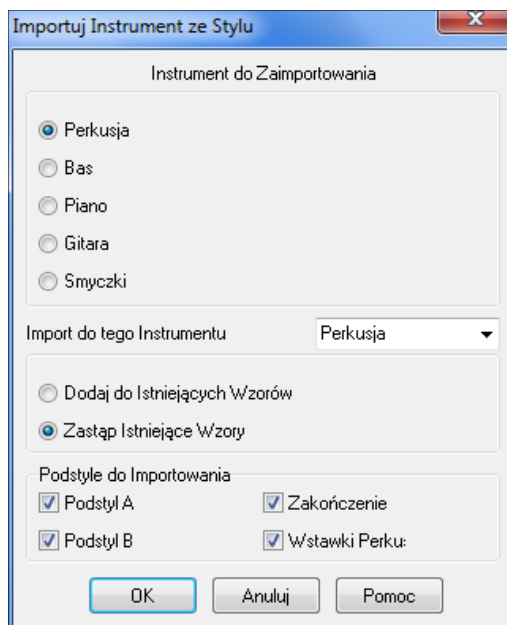 Importuj Instrument ze Stylu
Instrument do Zaimportowania
Perkusja
Bas
Piano
Gitara
Smyczki
Import do tego Instrumentu Perkusja
Dodaj do Istniejących Wzorów
Zastąp Istniejące Wzory
Podstyle do Importowania
Podstyl A Zakończenie
Podstyl B Wstawki Perku:
OK Anuluj Pomoc